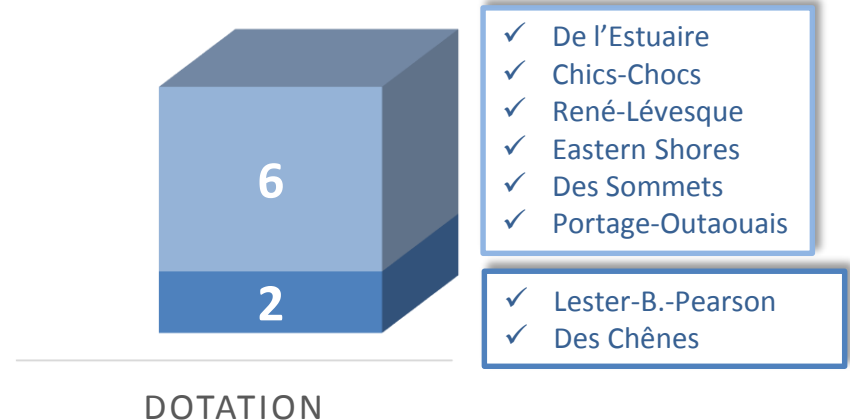 6
✓ De l’Estuaire
✓ Chics-Chocs
✓ René-Lévesque
✓ Eastern Shores
✓ Des Sommets
✓ Portage-Outaouais
2
✓ Lester-B.-Pearson
✓ Des Chênes
DOTATION